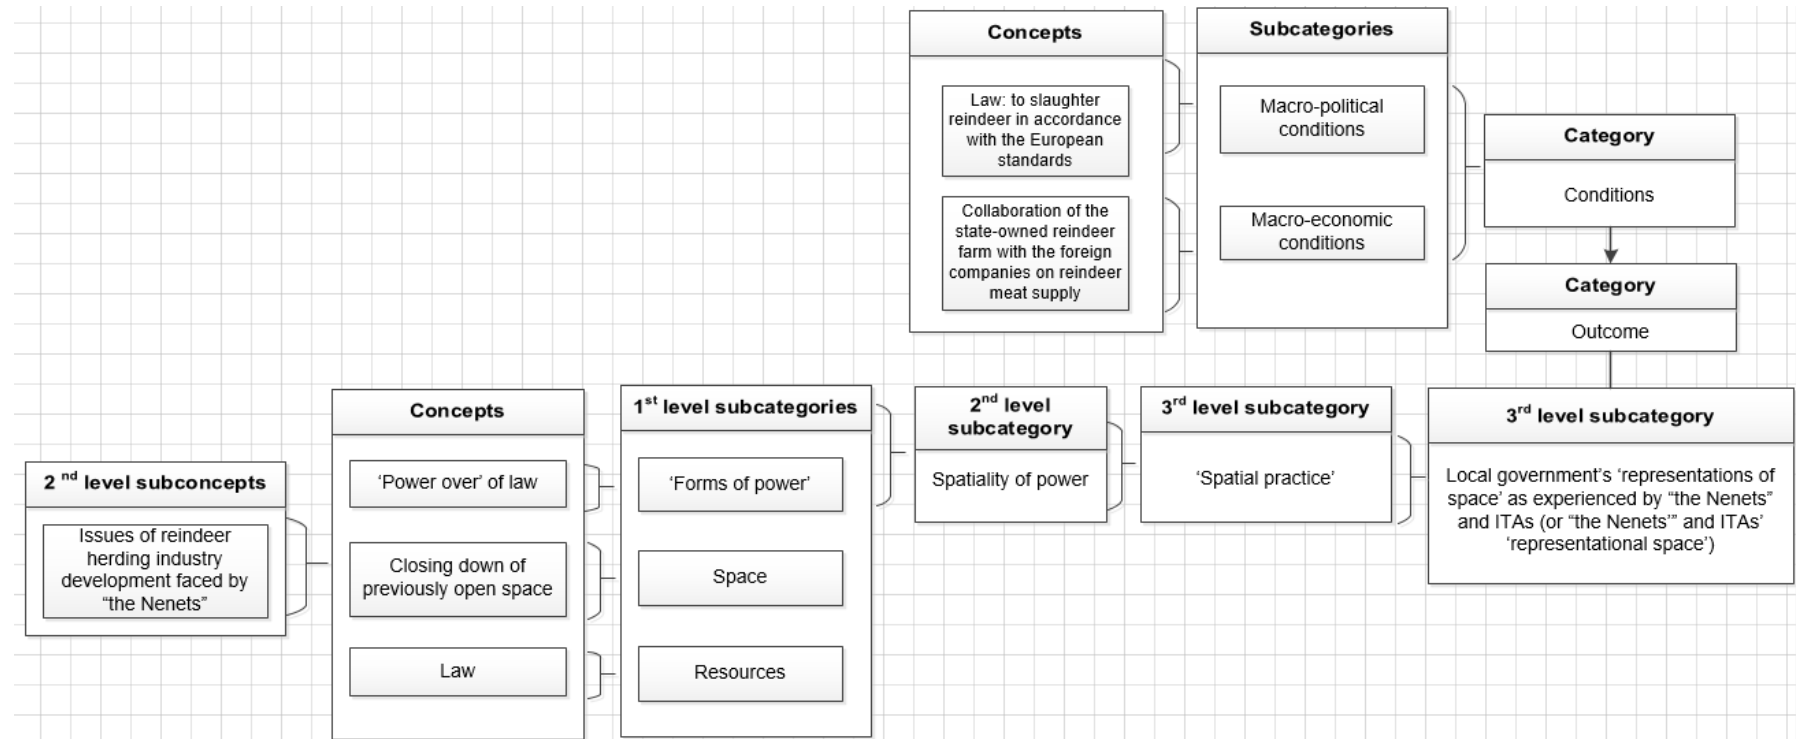 Concepts
Law: to slaughter
reindeer in accordance
with the European
standards
Collaboration of the
state-owned reindeer
farm with the foreign
companies on reindeer
meat supply
Subcategories
Macro-political
conditions
Macro-economic
conditions
Category
Conditions
Category
Outcome
2 nd level subconcepts
Issues of reindeer
herding industry
development faced by
“the Nenets”
Concepts
‘Power over’ of law
Closing down of
previously open space
Law
1st level subcategories
‘Forms of power’
Space
Resources
2nd level
subcategory
Spatiality of power
3rd level subcategory
‘Spatial practice’
3rd level subcategory
Local government’s ‘representations of
space’ as experienced by “the Nenets”
and ITAs (or “the Nenets’” and ITAs’
‘representational space’)